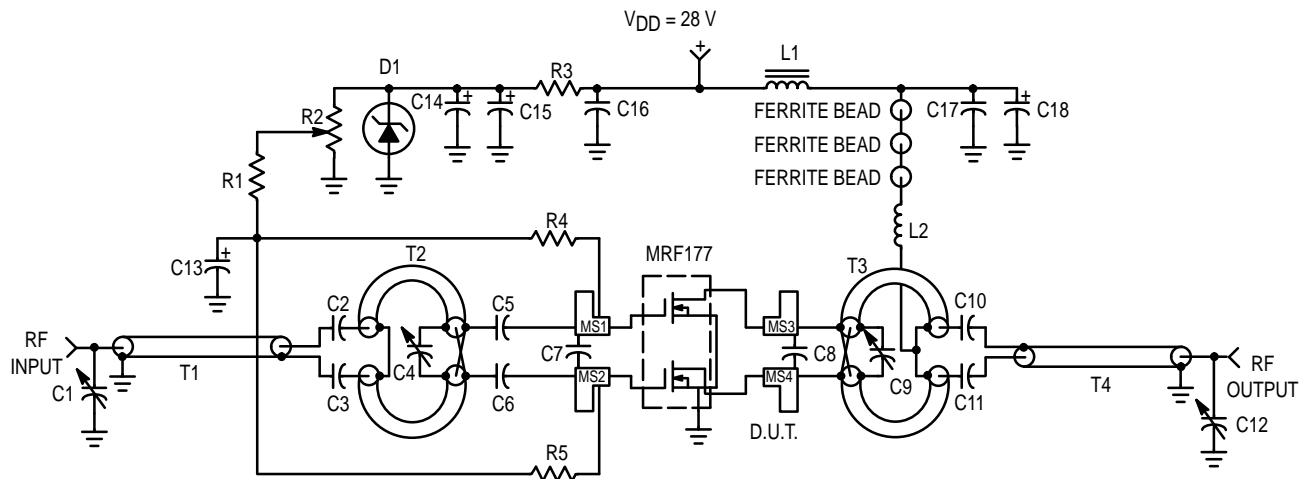 V_DD = 28 V
L1
D1
R3
C14
C15
C16
FERRITE BEAD
C17
C18
R2
FERRITE BEAD
FERRITE BEAD
R1
R4
L2
C13
T2
MRF177
T3
C2
C5
C10
RF
INPUT
MS1
MS3
RF
OUTPUT
T1
C4
C7
C8
C9
T4
C1
C3
C6
MS2
MS4
C11
C12
D.U.T.
R5
+
+
+
+
+